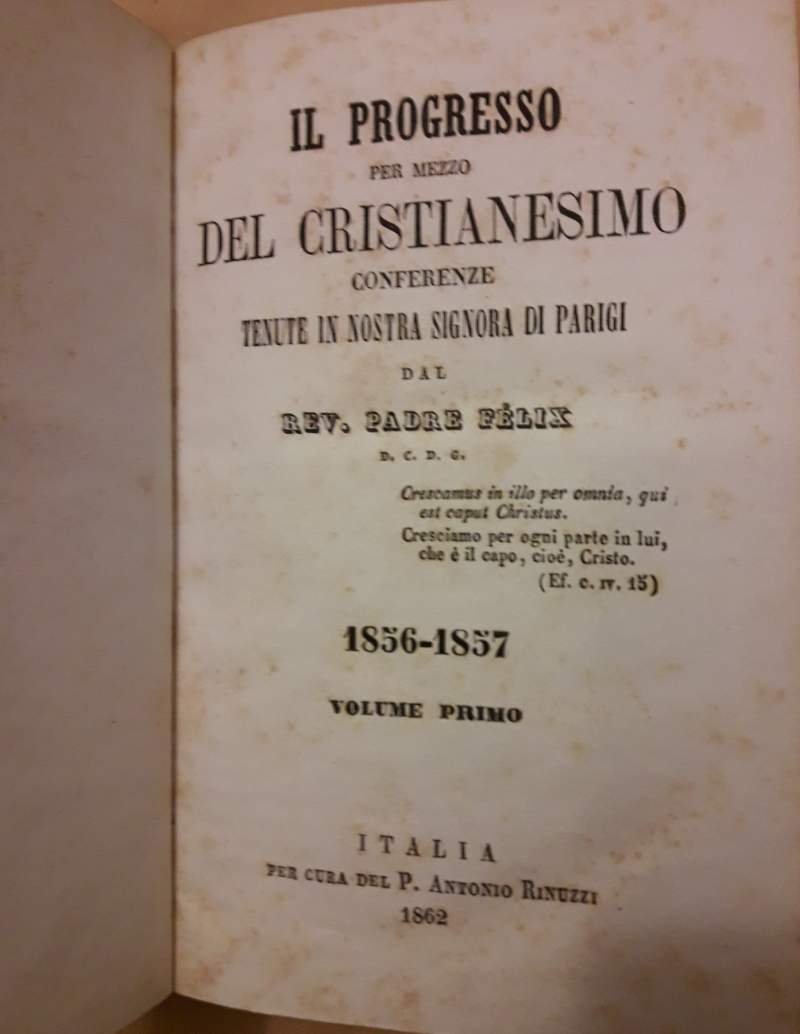 IL PROGRESSO
PER MEZZO
DEL CRISTIANESIMO
CONFERENZE
TENUTE IN NOSTRA SIGNORA DI PARIGI
DAL
REV. PADRE FÉLIX
D. C. D. G.
Crescamus in illo per omnia, qui
est caput Christus.
Cresciamo per ogni parte in lui,
che è il capo, cioè, Cristo.
(Ef. c. IV. 15)
1856-1857
VOLUME PRIMO
ITALIA
PER CURA DEL P. ANTONIO RINUZZI
1862